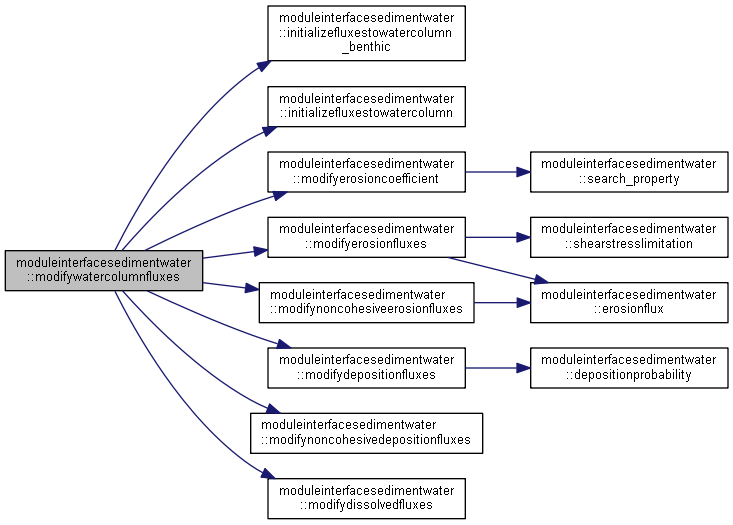 moduleinterfacesedimentwater
::modifywatercolumnfluxes
moduleinterfacesedimentwater
::initializefluxestowatercolumn
_benthic
moduleinterfacesedimentwater
::initializefluxestowatercolumn
moduleinterfacesedimentwater
::modifyerosioncoefficient
moduleinterfacesedimentwater
::search_property
moduleinterfacesedimentwater
::modifyerosionfluxes
moduleinterfacesedimentwater
::shearstresslimitation
moduleinterfacesedimentwater
::modifynoncohesiveerosionfluxes
moduleinterfacesedimentwater
::erosionflux
moduleinterfacesedimentwater
::modifydepositionfluxes
moduleinterfacesedimentwater
::depositionprobability
moduleinterfacesedimentwater
::modifynoncohesivedepositionfluxes
moduleinterfacesedimentwater
::modifydissolvedfluxes